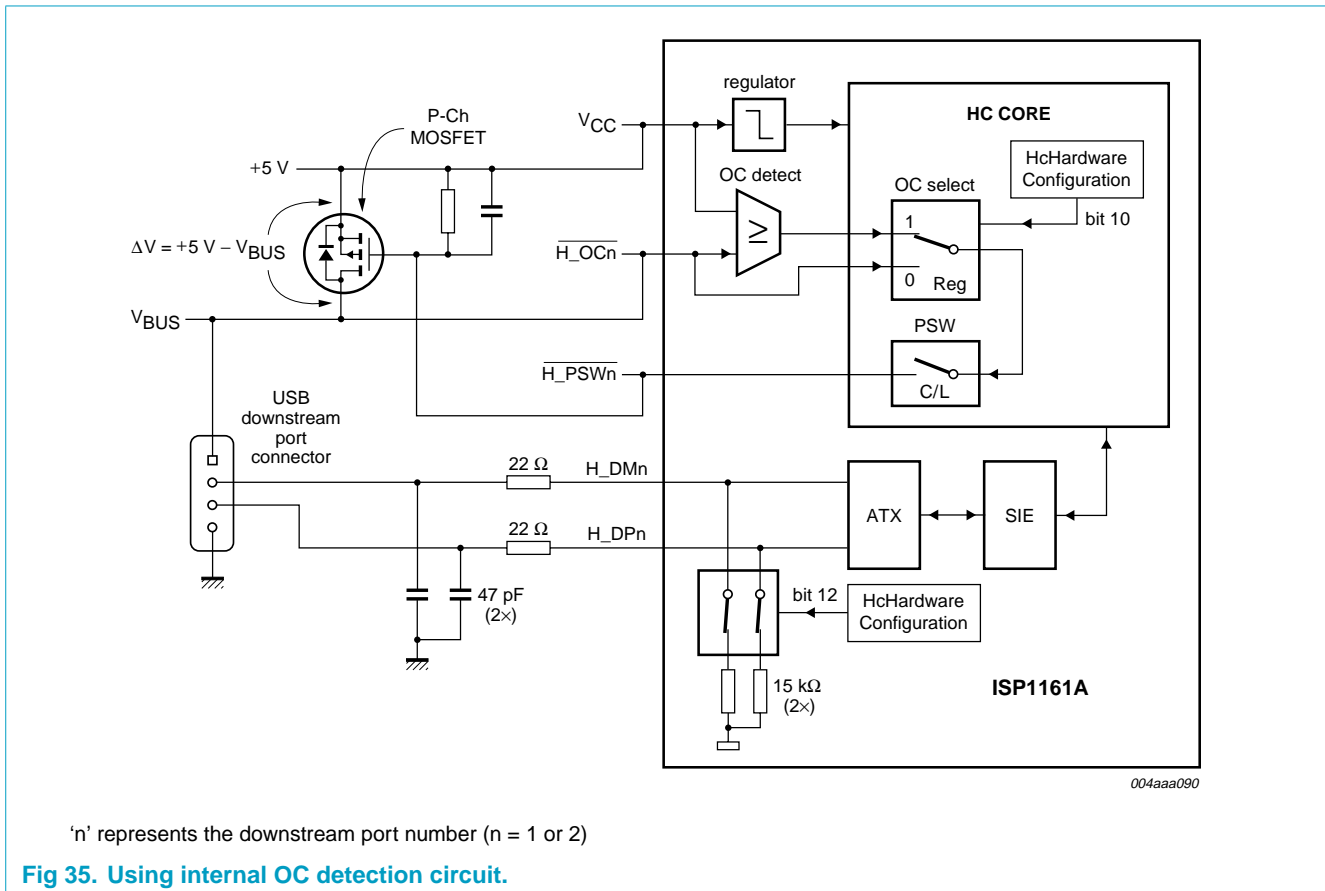 regulator
P-Ch
MOSFET
VCC
HC CORE
+5 V
HcHardware
Configuration
OC detect
OC select
bit 10
1
≥
ΔV = +5 V − VBUS
H_OCn
0
Reg
VBUS
PSW
H_PSWn
C/L
USB
downstream
port
connector
22 Ω
H_DMn
ATX
SIE
22 Ω
H_DPn
47 pF
(2×)
bit 12
HcHardware
Configuration
15 kΩ
(2×)
ISP1161A
004aaa090
‘n’ represents the downstream port number (n = 1 or 2)
Fig 35. Using internal OC detection circuit.